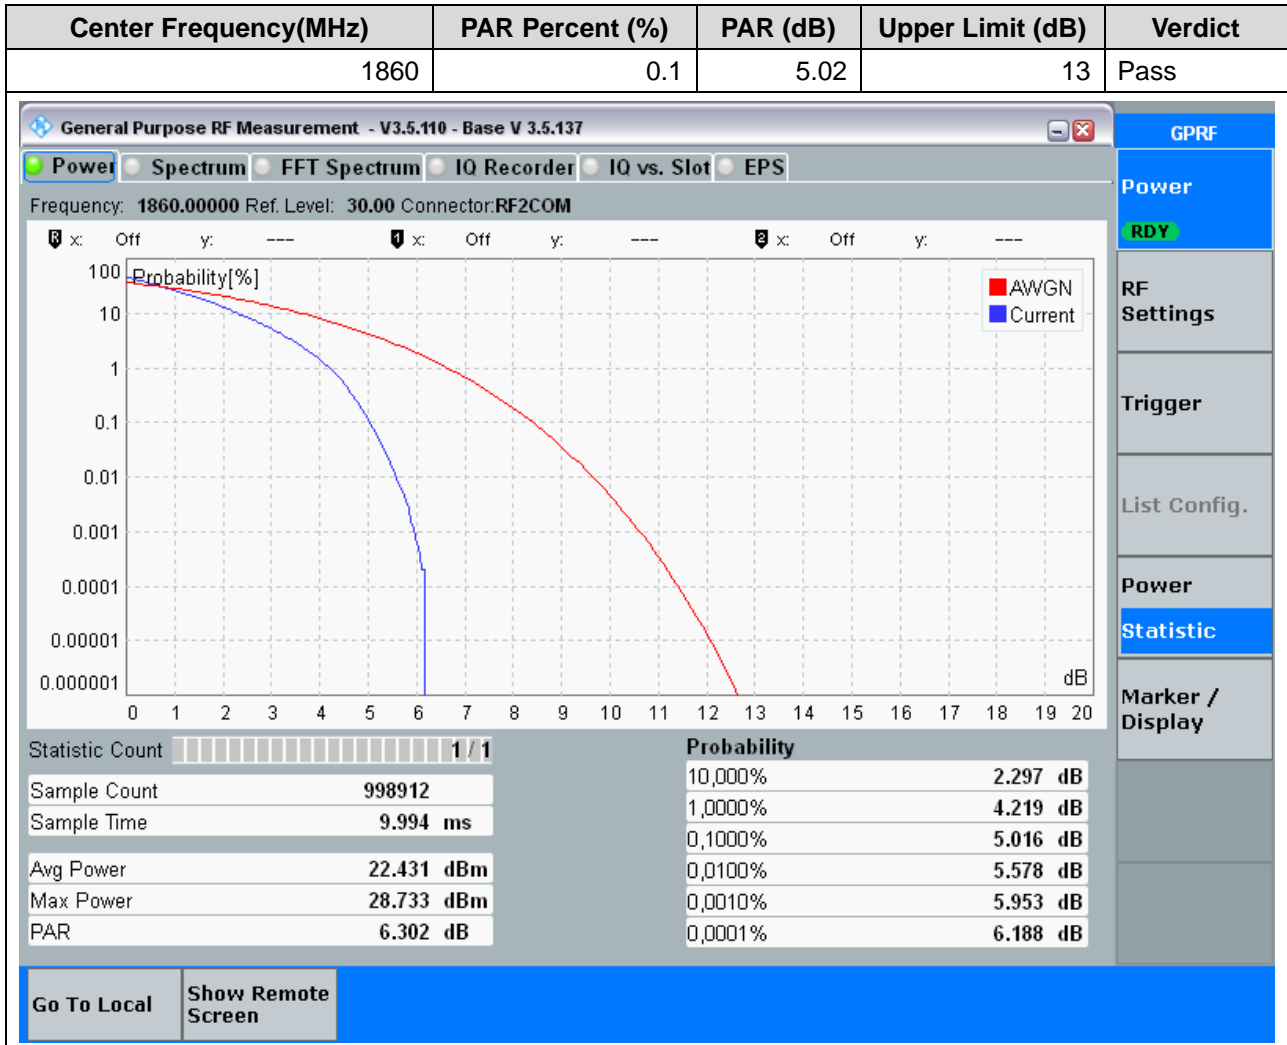 Center Frequency(MHz) PAR Percent (%) PAR (dB) Upper Limit (dB) Verdict
1860 0.1 5.02 13 Pass
General Purpose RF Measurement - V3.5.110 - Base V 3.5.137
GPRF
Power Spectrum FFT Spectrum IQ Recorder IQ vs. Slot EPS
Power
RDY
Frequency: 1860.00000 Ref. Level: 30.00 Connector:RF2COM
R x: Off y: --- 1 x: Off y: --- 2 x: Off y: ---
Probability[%]
AWGN
Current
100
10
1
0.1
0.01
0.001
0.0001
0.00001
0.000001
dB
0 1 2 3 4 5 6 7 8 9 10 11 12 13 14 15 16 17 18 19 20
RF
Settings
Trigger
List Config.
Power
Statistic
Marker /
Display
Statistic Count 1 / 1
Sample Count 998912
Sample Time 9.994 ms
Avg Power 22.431 dBm
Max Power 28.733 dBm
PAR 6.302 dB
Probability
10,000% 2.297 dB
1,0000% 4.219 dB
0,1000% 5.016 dB
0,0100% 5.578 dB
0,0010% 5.953 dB
0,0001% 6.188 dB
Go To Local
Show Remote
Screen